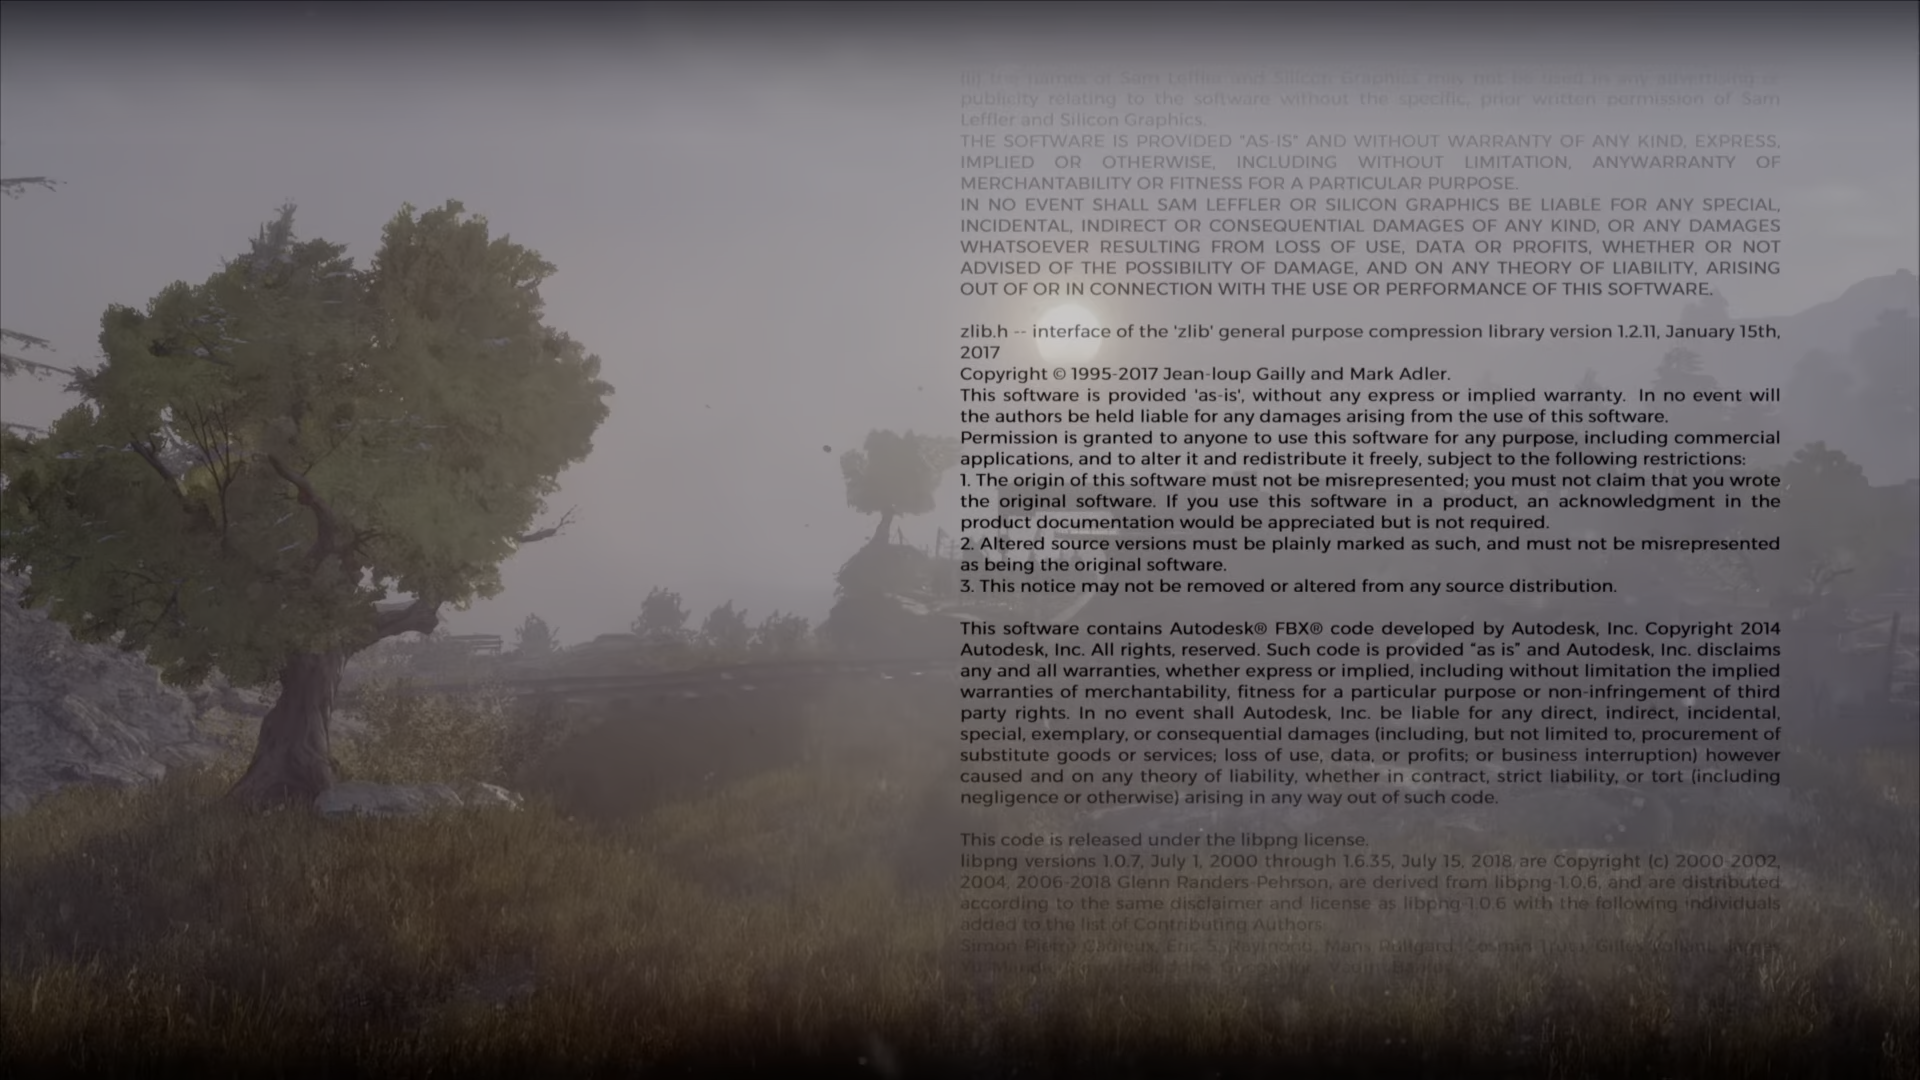 (iii) the names of Sam Leffler and Silicon Graphics may not be used in any advertising or
publicity relating to the software without the specific, prior written permission of Sam
Leffler and Silicon Graphics.
THE SOFTWARE IS PROVIDED "AS-IS" AND WITHOUT WARRANTY OF ANY KIND, EXPRESS,
IMPLIED OR OTHERWISE, INCLUDING WITHOUT LIMITATION, ANYWARRANTY OF
MERCHANTABILITY OR FITNESS FOR A PARTICULAR PURPOSE.
IN NO EVENT SHALL SAM LEFFLER OR SILICON GRAPHICS BE LIABLE FOR ANY SPECIAL,
INCIDENTAL, INDIRECT OR CONSEQUENTIAL DAMAGES OF ANY KIND, OR ANY DAMAGES
WHATSOEVER RESULTING FROM LOSS OF USE, DATA OR PROFITS, WHETHER OR NOT
ADVISED OF THE POSSIBILITY OF DAMAGE, AND ON ANY THEORY OF LIABILITY, ARISING
OUT OF OR IN CONNECTION WITH THE USE OR PERFORMANCE OF THIS SOFTWARE.
zlib.h -- interface of the 'zlib' general purpose compression library version 1.2.11, January 15th,
2017
Copyright © 1995-2017 Jean-loup Gailly and Mark Adler.
This software is provided 'as-is', without any express or implied warranty. In no event will
the authors be held liable for any damages arising from the use of this software.
Permission is granted to anyone to use this software for any purpose, including commercial
applications, and to alter it and redistribute it freely, subject to the following restrictions:
1. The origin of this software must not be misrepresented; you must not claim that you wrote
the original software. If you use this software in a product, an acknowledgment in the
product documentation would be appreciated but is not required.
2. Altered source versions must be plainly marked as such, and must not be misrepresented
as being the original software.
3. This notice may not be removed or altered from any source distribution.
This software contains Autodesk® FBX® code developed by Autodesk, Inc. Copyright 2014
Autodesk, Inc. All rights, reserved. Such code is provided "as is" and Autodesk, Inc. disclaims
any and all warranties, whether express or implied, including without limitation the implied
warranties of merchantability, fitness for a particular purpose or non-infringement of third
party rights. In no event shall Autodesk, Inc. be liable for any direct, indirect, incidental,
special, exemplary, or consequential damages (including, but not limited to, procurement of
substitute goods or services; loss of use, data, or profits; or business interruption) however
caused and on any theory of liability, whether in contract, strict liability, or tort (including
negligence or otherwise) arising in any way out of such code.
This code is released under the libpng license.
libpng versions 1.0.7, July 1, 2000 through 1.6.35, July 15, 2018 are Copyright (c) 2000-2002,
2004, 2006-2018 Glenn Randers-Pehrson, are derived from libpng-1.0.6, and are distributed
according to the same disclaimer and license as libpng-1.0.6 with the following individuals
added to the list of Contributing Authors:
Simon-Pierre Cadieux, Eric S. Raymond, Mans Rullgard, Cosmin Truta, Gilles Vollant, James